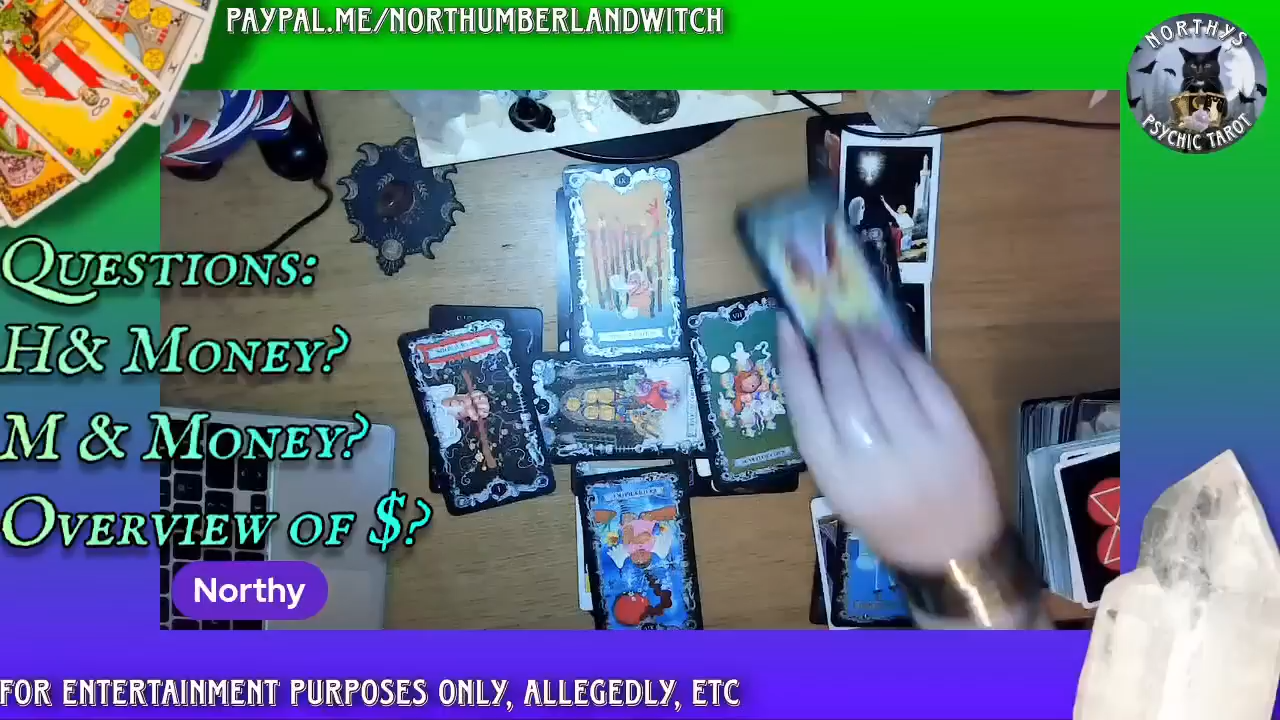 PAYPAL.ME/NORTHUMBERLANDWITCH
NORTHYS
PSYCHIC TAROT
QUESTIONS:
H& MONEY?
M & MONEY?
OVERVIEW OF $?
Northy
FOR ENTERTAINMENT PURPOSES ONLY, ALLEGEDLY, ETC